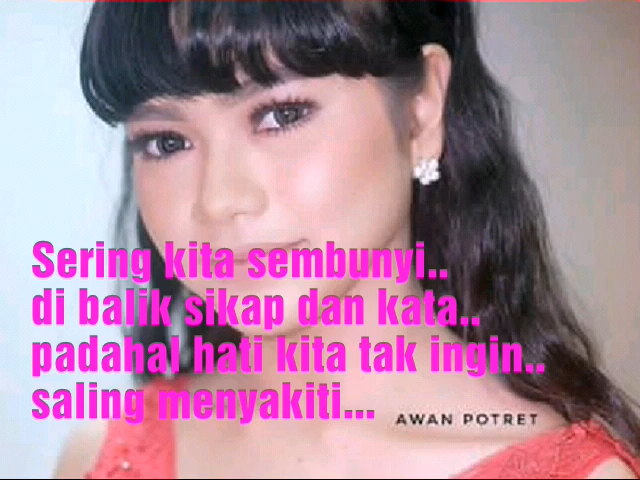 Sering kita sembunyi..
di balik sikap dan kata..
padahal hati kita tak ingin..
saling menyakiti...
AWAN POTRET